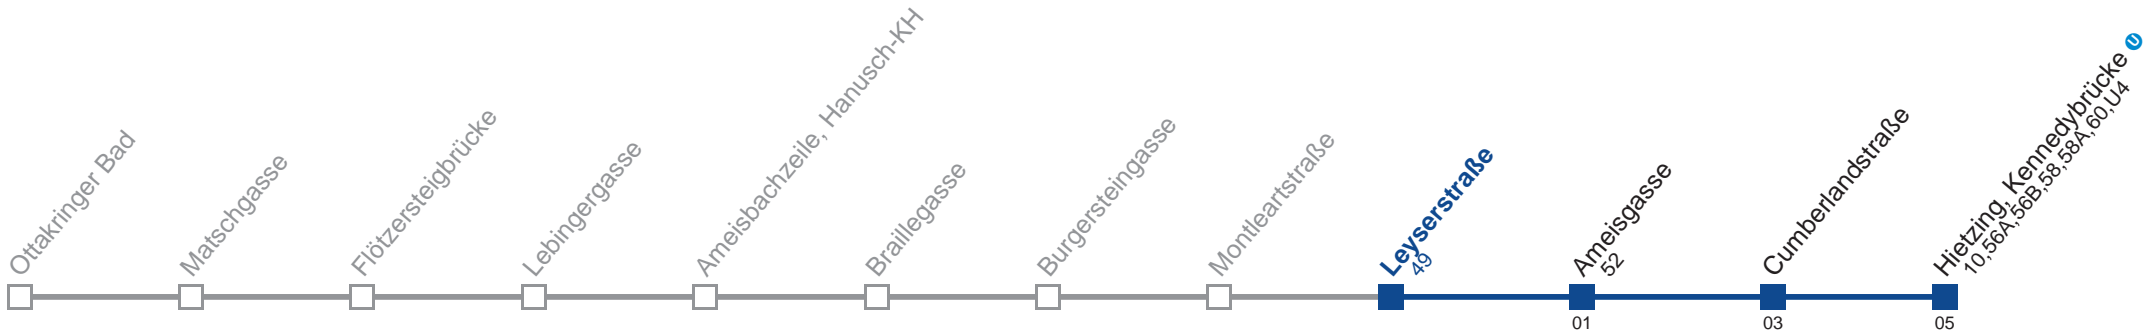 Ottakringer Bad
Matschgasse
Flötzersteigbrücke
Lebingergasse
Ameisbachzeile, Hanusch-KH
Braillegasse
Burgersteingasse
Montleartstraße
Leyserstraße
49
Ameisgasse
52
Cumberlandstraße
Hietzing, Kennedybrücke U
10,56A,56B,58,58A,60,U4
01
03
05